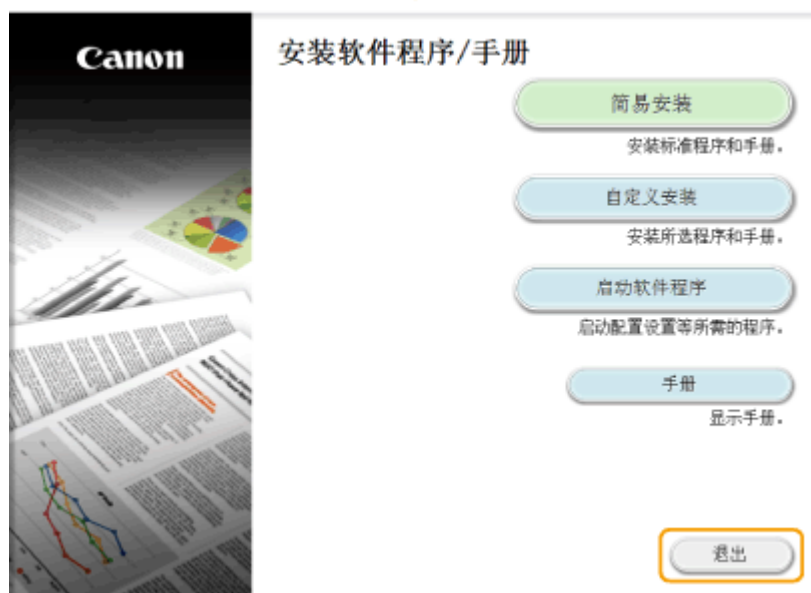 Canon
安装软件程序/手册
简易安装
安装标准程序和手册。
自定义安装
安装所选程序和手册。
启动软件程序
启动配置设置等所需的程序。
手册
显示手册。
退出